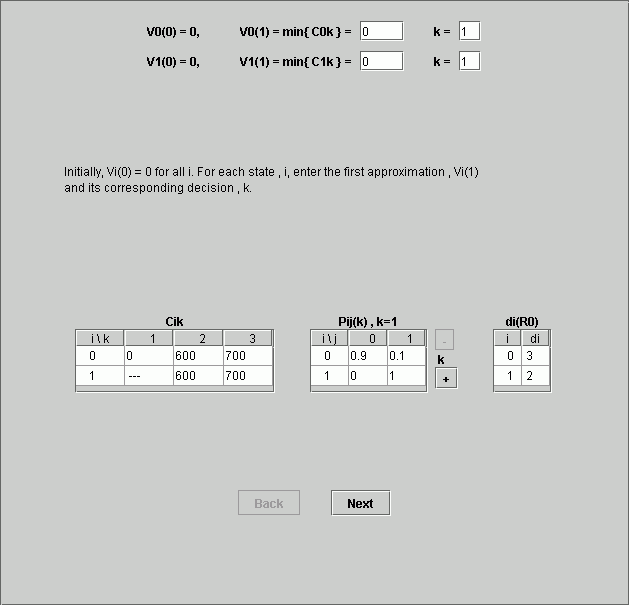 V0(0) = 0, V0(1) = min{ C0k } = 0 k = 1
V1(0) = 0, V1(1) = min{ C1k } = 0 k = 1
Initially, Vi(0) = 0 for all i. For each state , i, enter the first approximation , Vi(1)
and its corresponding decision , k.
Cik Pij(k) , k=1 di(R0)
i \ k 1 2 3 i \ j 0 1 - i di
0 0 600 700 0 0.9 0.1 k 0 3
1 --- 600 700 1 0 1 + 1 2
Back Next